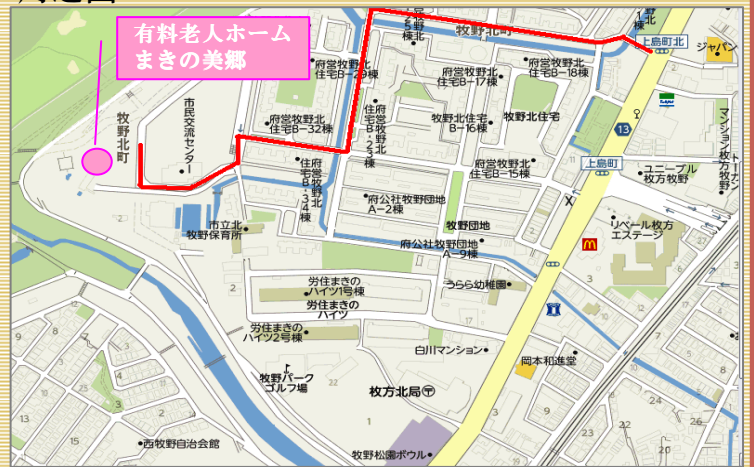 有料老人ホーム
まきの美郷
牧野北町
上島町北
ジャパン
市民交流センター
牧野北町
府営牧野北
住宅B-29棟
府営牧野北
住宅B-17棟
府営牧野北
住宅B-18棟
府営牧野北
住宅B-32棟
府営牧野北
住宅B-23棟
牧野北住宅
B-16棟
牧野北住宅
13
マンション枚方牧野
トーナン
府営牧野北
住宅B-34棟
府営牧野北
住宅B-15棟
上島町
ユニーブル
枚方牧野
府公社牧野団地
A-2棟
市立北
牧野保育所
牧野団地
リベール枚方
エステージ
府公社牧野団地
A-9棟
労住まきの
ハイツ1号棟
うらら幼稚園
労住まきの
ハイツ
労住まきの
ハイツ2号棟
白川マンション
岡本和進堂
牧野パーク
ゴルフ場
枚方北局
西牧野自治会館
牧野松園ボウル